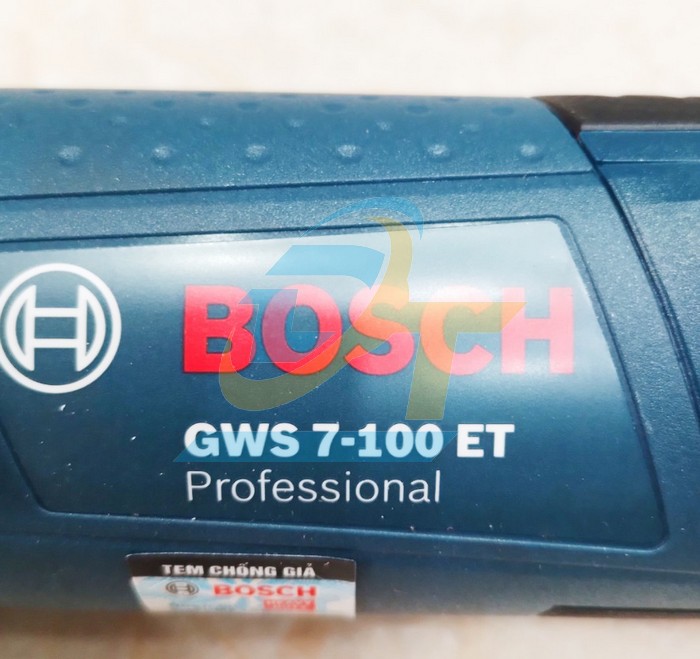 BOSCH
GWS 7-100 ET
Professional
TEM CHỐNG GIẢ
BOSCH